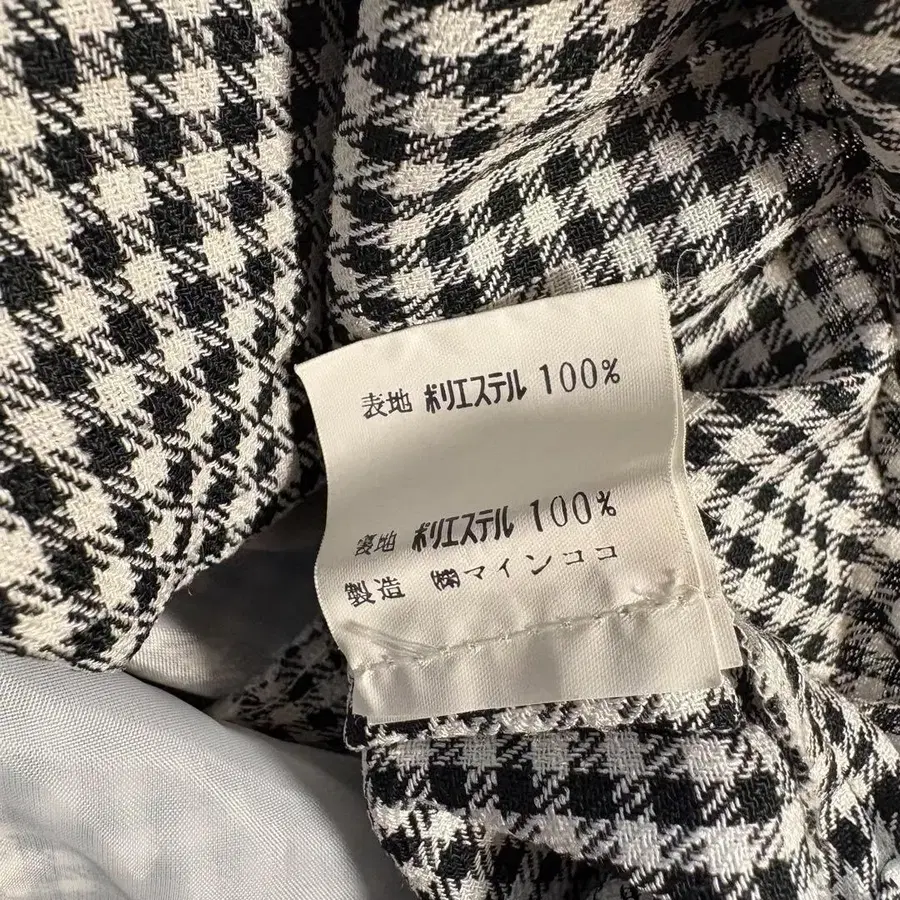 表地 ポリエステル 100%
裏地 ポリエステル 100%
製造 ㈱マインココ